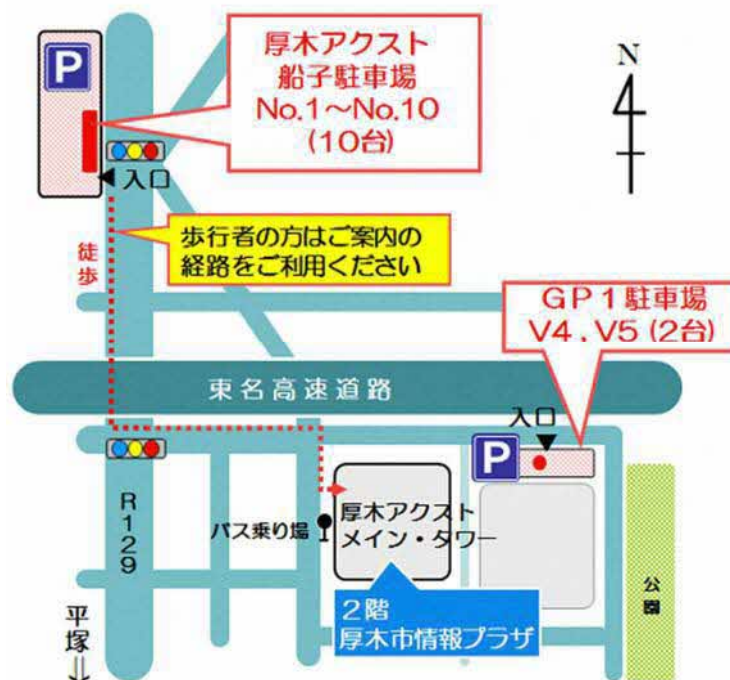 P
厚木アクスト
船子駐車場
No.1～No.10
(10台)
N
入口
歩行者の方はご案内の
経路をご利用ください
徒歩
GP1駐車場
V4,V5(2台)
東名高速道路
入口
P
R129
バス乗り場
厚木アクスト
メイン・タワー
2階
厚木市情報プラザ
公園
平塚